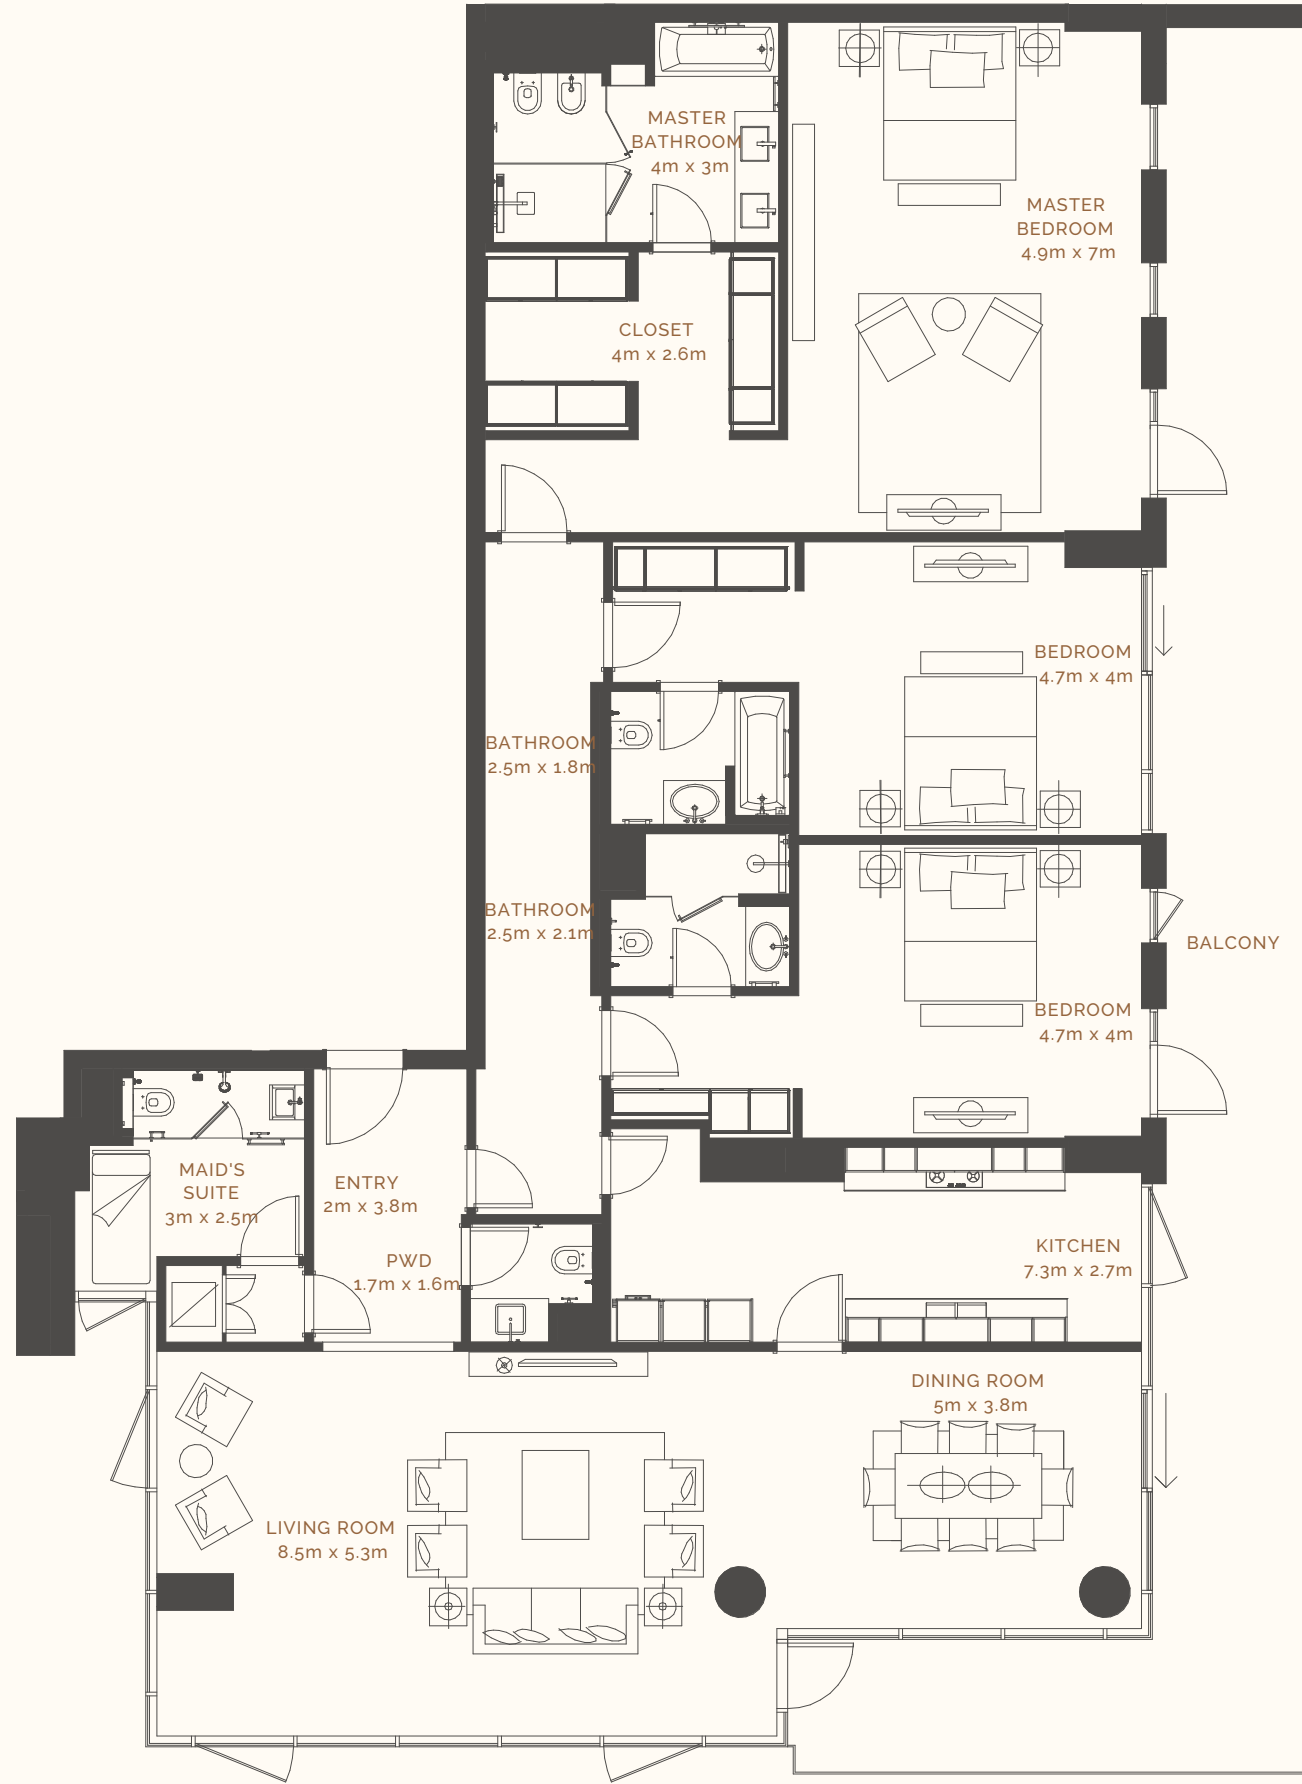 MASTER
BATHROOM
4m x 3m
MASTER
BEDROOM
4.9m x 7m
CLOSET
4m x 2.6m
BEDROOM
4.7m x 4m
BATHROOM
2.5m x 1.8m
BATHROOM
2.5m x 2.1m
BALCONY
BEDROOM
4.7m x 4m
MAID'S
SUITE
3m x 2.5m
ENTRY
2m x 3.8m
PWD
1.7m x 1.6m
KITCHEN
7.3m x 2.7m
DINING ROOM
5m x 3.8m
LIVING ROOM
8.5m x 5.3m